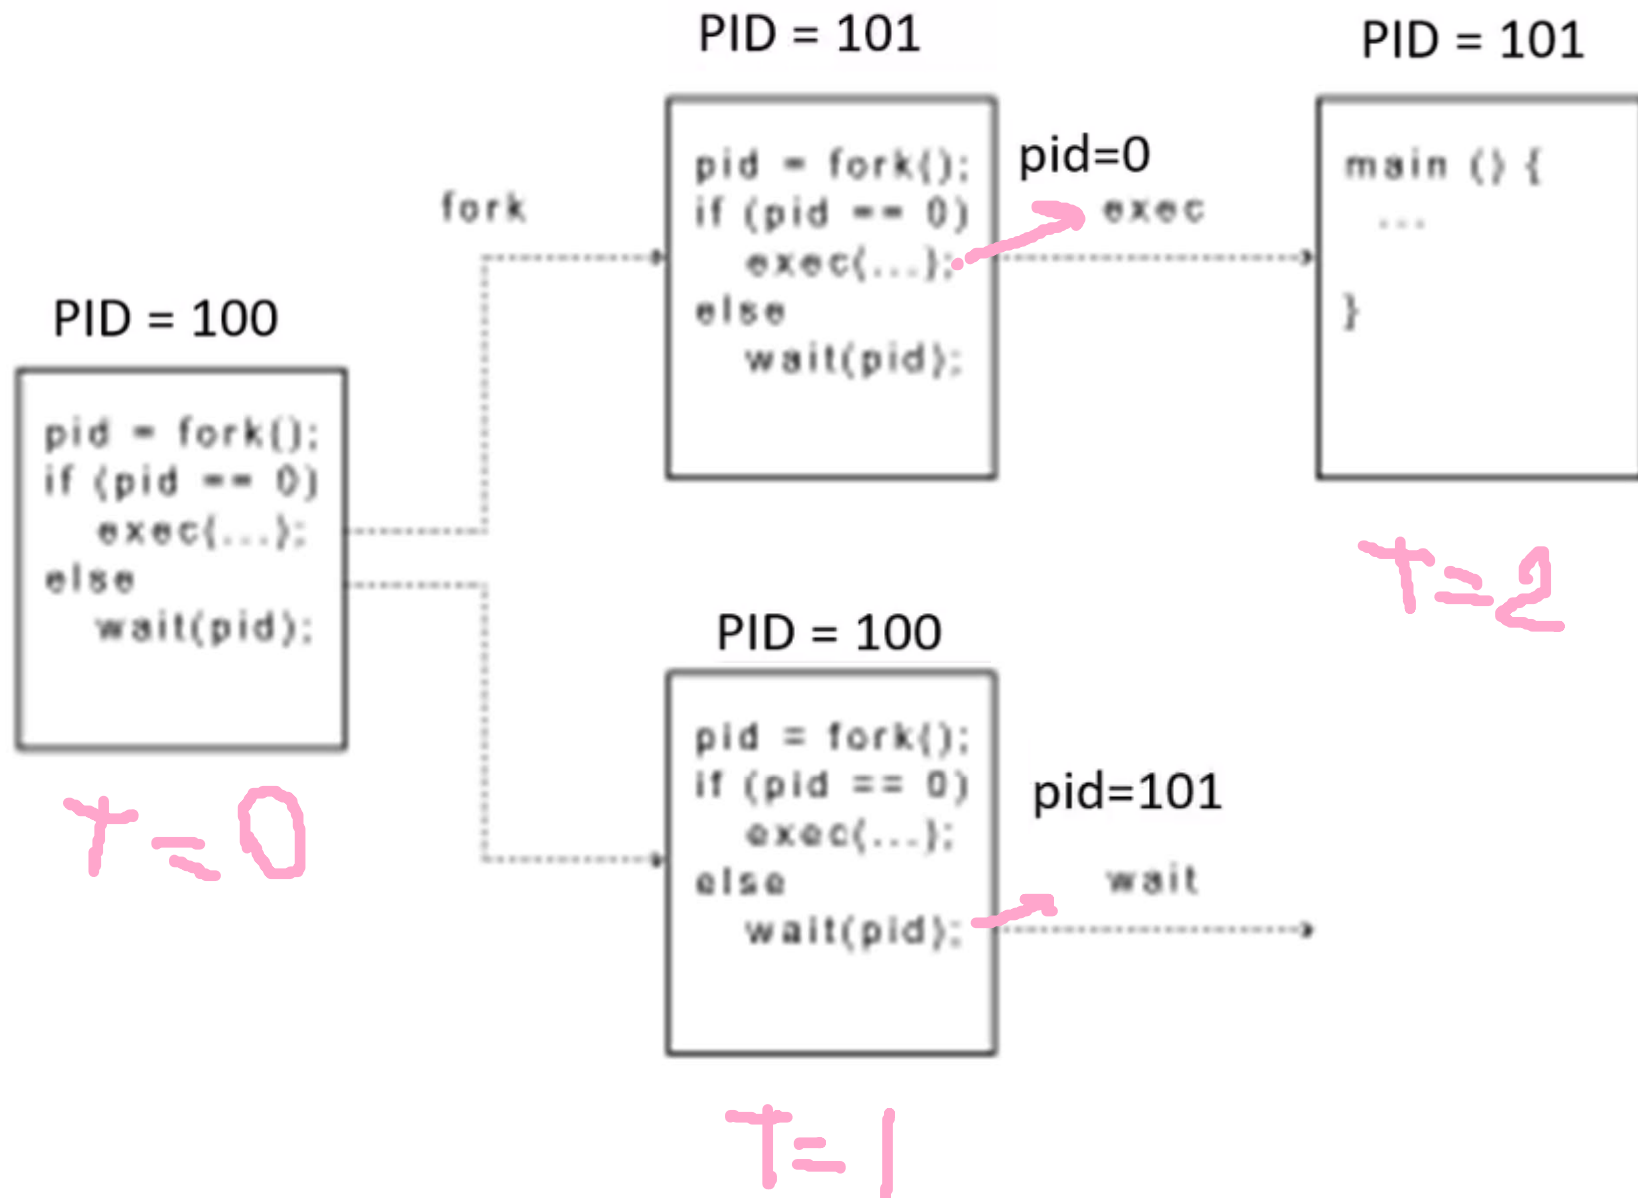 PID = 100
pid = fork();
if (pid == 0)
exec(...);
else
wait(pid);
T=0
fork
PID = 101
pid = fork();
if (pid == 0)
exec(...);
else
wait(pid);
pid=0
exec
PID = 101
main () {
...
}
T=2
PID = 100
pid = fork();
if (pid == 0)
exec(...);
else
wait(pid);
pid=101
wait
T=1